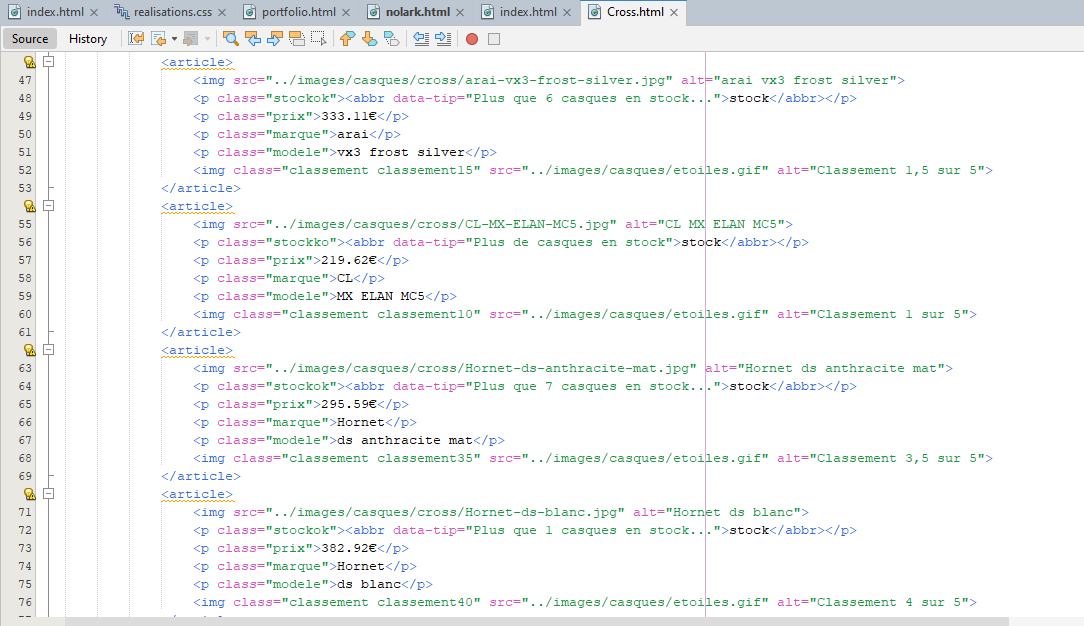 index.html realisations.css portfolio.html nolark.html index.html Cross.html
Source History
<article>
47 <img src="../images/casques/cross/arai-vx3-frost-silver.jpg" alt="arai vx3 frost silver">
48 <p class="stockok"><abbr data-tip="Plus que 6 casques en stock...">stock</abbr></p>
49 <p class="prix">333.11€</p>
50 <p class="marque">arai</p>
51 <p class="modele">vx3 frost silver</p>
52 <img class="classement classement15" src="../images/casques/etoiles.gif" alt="Classement 1,5 sur 5">
53 </article>
<article>
55 <img src="../images/casques/cross/CL-MX-ELAN-MC5.jpg" alt="CL MX ELAN MC5">
56 <p class="stockko"><abbr data-tip="Plus de casques en stock">stock</abbr></p>
57 <p class="prix">219.62€</p>
58 <p class="marque">CL</p>
59 <p class="modele">MX ELAN MC5</p>
60 <img class="classement classement10" src="../images/casques/etoiles.gif" alt="Classement 1 sur 5">
61 </article>
<article>
63 <img src="../images/casques/cross/Hornet-ds-anthracite-mat.jpg" alt="Hornet ds anthracite mat">
64 <p class="stockok"><abbr data-tip="Plus que 7 casques en stock...">stock</abbr></p>
65 <p class="prix">295.59€</p>
66 <p class="marque">Hornet</p>
67 <p class="modele">ds anthracite mat</p>
68 <img class="classement classement35" src="../images/casques/etoiles.gif" alt="Classement 3,5 sur 5">
69 </article>
<article>
71 <img src="../images/casques/cross/Hornet-ds-blanc.jpg" alt="Hornet ds blanc">
72 <p class="stockok"><abbr data-tip="Plus que 1 casques en stock...">stock</abbr></p>
73 <p class="prix">382.92€</p>
74 <p class="marque">Hornet</p>
75 <p class="modele">ds blanc</p>
76 <img class="classement classement40" src="../images/casques/etoiles.gif" alt="Classement 4 sur 5">